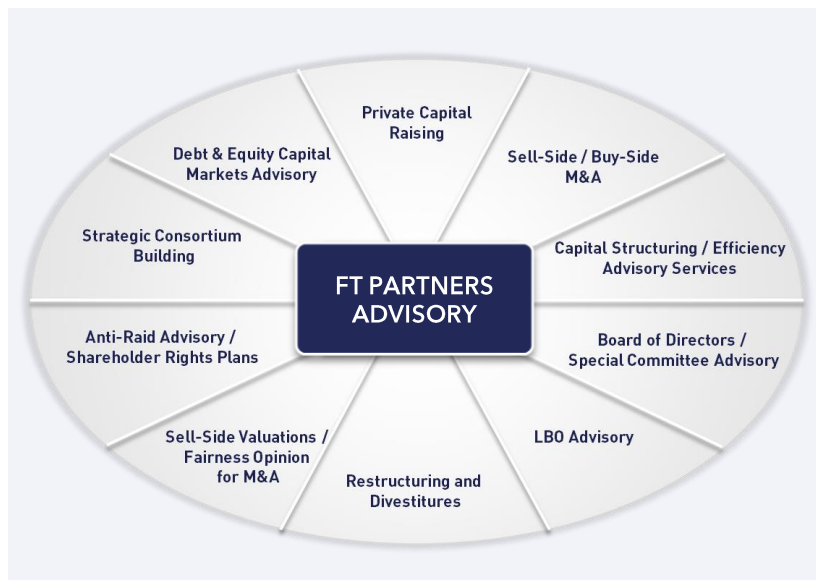 Private Capital
Raising
Debt & Equity Capital
Markets Advisory
Sell-Side / Buy-Side
M&A
Strategic Consortium
Building
Capital Structuring / Efficiency
Advisory Services
FT PARTNERS
ADVISORY
Anti-Raid Advisory /
Shareholder Rights Plans
Board of Directors /
Special Committee Advisory
Sell-Side Valuations /
Fairness Opinion
for M&A
LBO Advisory
Restructuring and
Divestitures